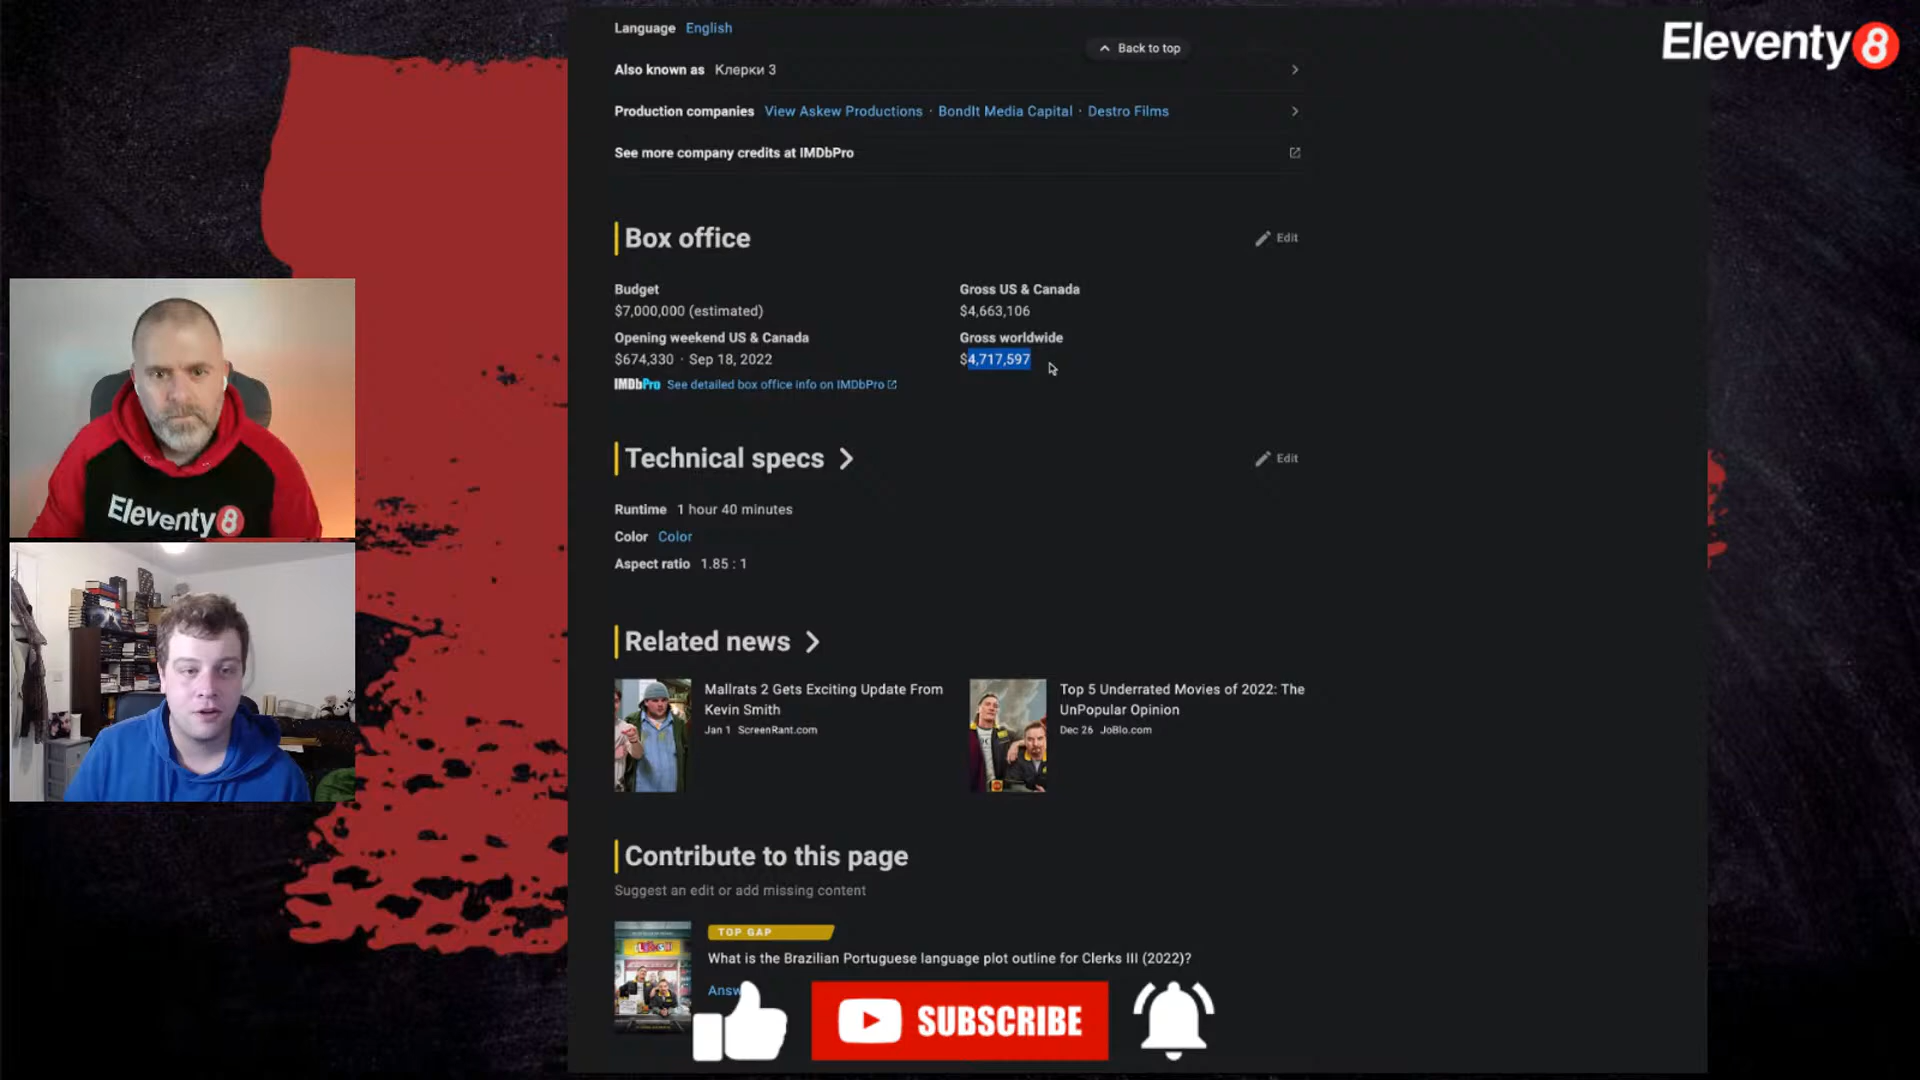 Eleventy8
Language English
Back to top
Also known as Клерки 3
Production companies View Askew Productions · BondIt Media Capital · Destro Films
See more company credits at IMDbPro
Box office
Edit
Budget
$7,000,000 (estimated)
Gross US & Canada
$4,663,106
Opening weekend US & Canada
$674,330 · Sep 18, 2022
Gross worldwide
$4,717,597
IMDbPro See detailed box office info on IMDbPro
Technical specs
Edit
Runtime 1 hour 40 minutes
Color Color
Aspect ratio 1.85 : 1
Eleventy8
Related news
Mallrats 2 Gets Exciting Update From
Kevin Smith
Jan 1 ScreenRant.com
Top 5 Underrated Movies of 2022: The
UnPopular Opinion
Dec 26 JoBlo.com
Contribute to this page
Suggest an edit or add missing content
TOP GAP
What is the Brazilian Portuguese language plot outline for Clerks III (2022)?
Answ
SUBSCRIBE